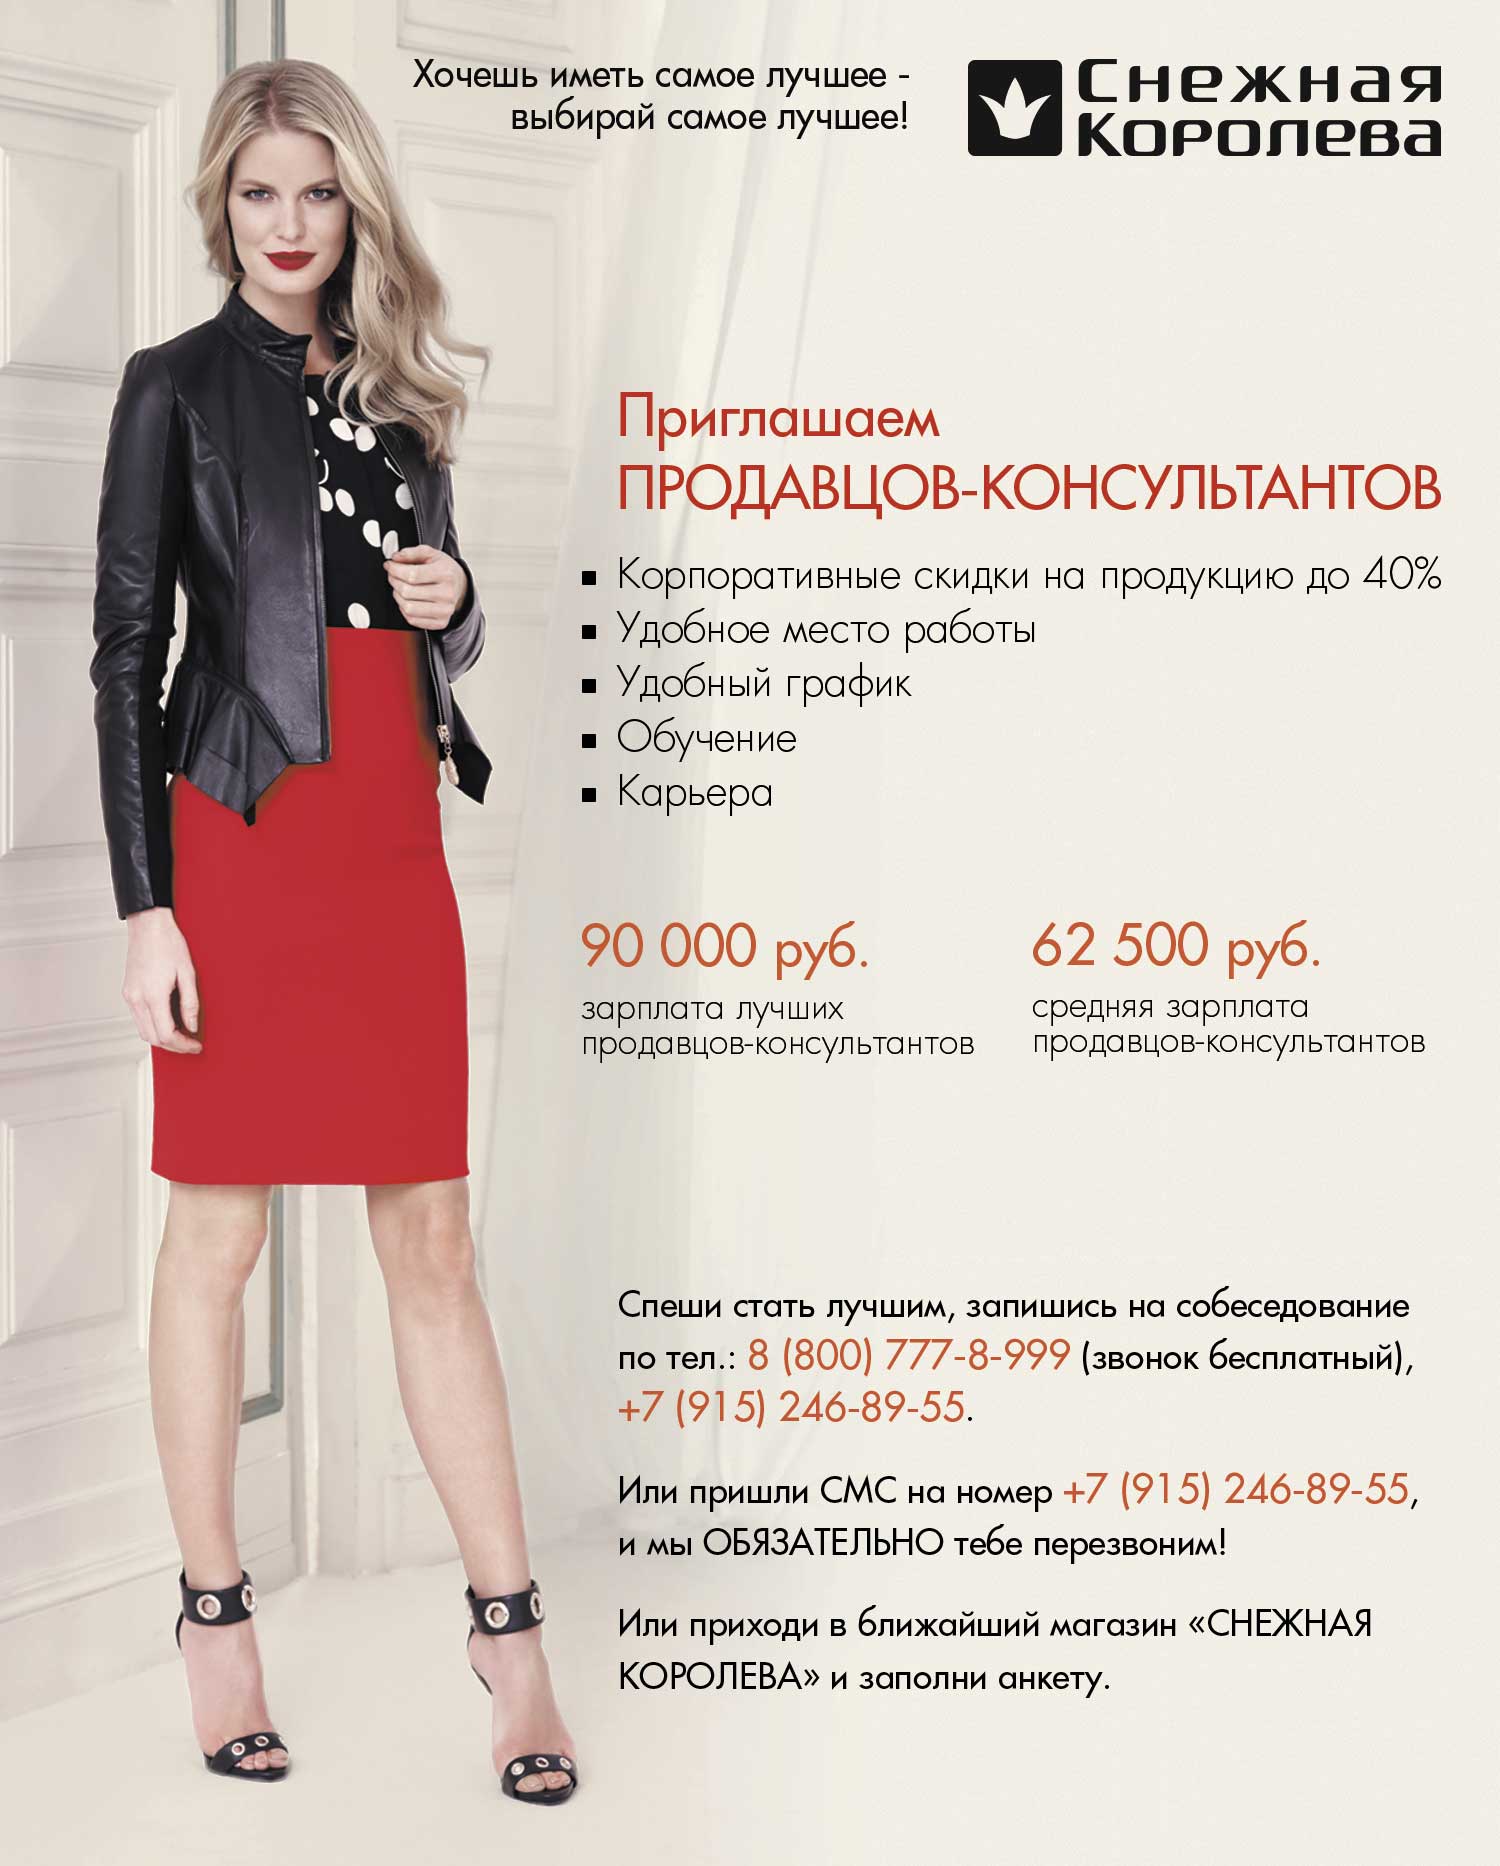 Хочешь иметь самое лучшее -
выбирай самое лучшее!
Снежная
Королева
Приглашаем
ПРОДАВЦОВ-КОНСУЛЬТАНТОВ
Корпоративные скидки на продукцию до 40%
Удобное место работы
Удобный график
Обучение
Карьера
90 000 руб.
зарплата лучших
продавцов-консультантов
62 500 руб.
средняя зарплата
продавцов-консультантов
Спеши стать лучшим, запишись на собеседование
по тел.: 8 (800) 777-8-999 (звонок бесплатный),
+7 (915) 246-89-55.
Или пришли СМС на номер +7 (915) 246-89-55,
и мы ОБЯЗАТЕЛЬНО тебе перезвоним!
Или приходи в ближайший магазин «СНЕЖНАЯ
КОРОЛЕВА» и заполни анкету.